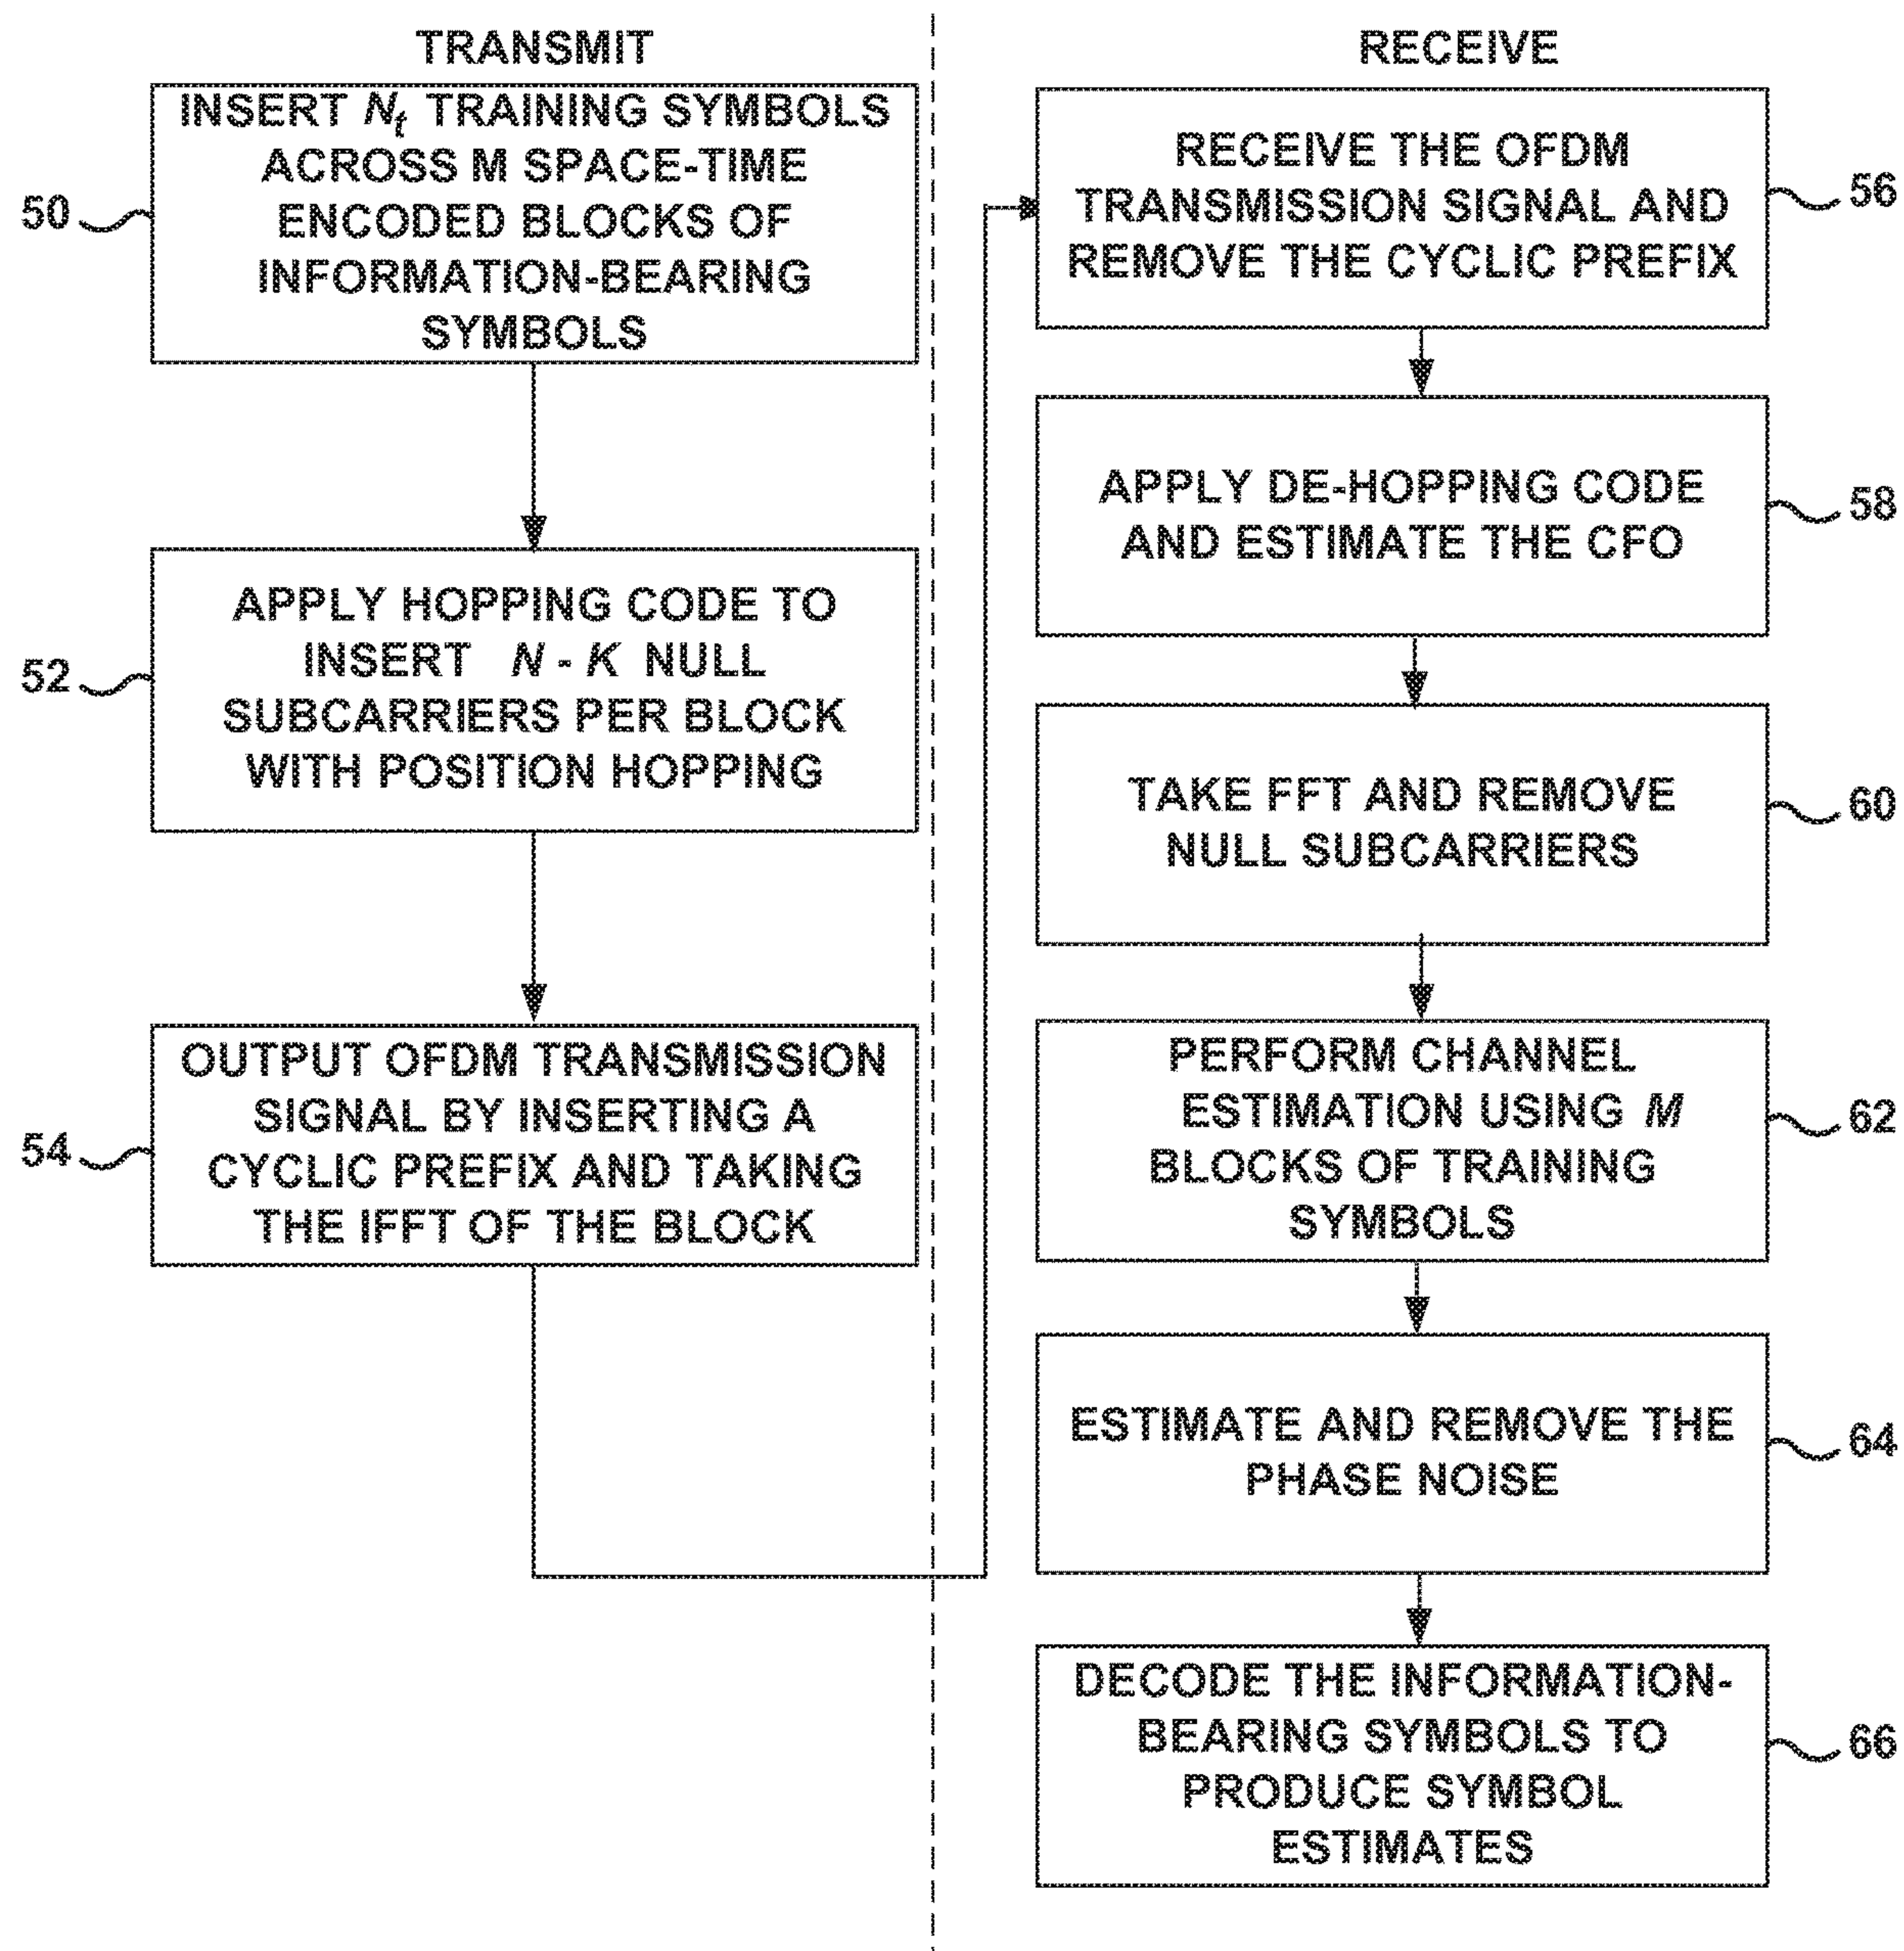 TRANSMIT
INSERT Nt TRAINING SYMBOLS
ACROSS M SPACE-TIME
ENCODED BLOCKS OF
INFORMATION-BEARING
SYMBOLS
50
APPLY HOPPING CODE TO
INSERT N - K NULL
SUBCARRIERS PER BLOCK
WITH POSITION HOPPING
52
OUTPUT OFDM TRANSMISSION
SIGNAL BY INSERTING A
CYCLIC PREFIX AND TAKING
THE IFFT OF THE BLOCK
54
RECEIVE
RECEIVE THE OFDM
TRANSMISSION SIGNAL AND
REMOVE THE CYCLIC PREFIX
56
APPLY DE-HOPPING CODE
AND ESTIMATE THE CFO
58
TAKE FFT AND REMOVE
NULL SUBCARRIERS
60
PERFORM CHANNEL
ESTIMATION USING M
BLOCKS OF TRAINING
SYMBOLS
62
ESTIMATE AND REMOVE THE
PHASE NOISE
64
DECODE THE INFORMATION-
BEARING SYMBOLS TO
PRODUCE SYMBOL
ESTIMATES
66